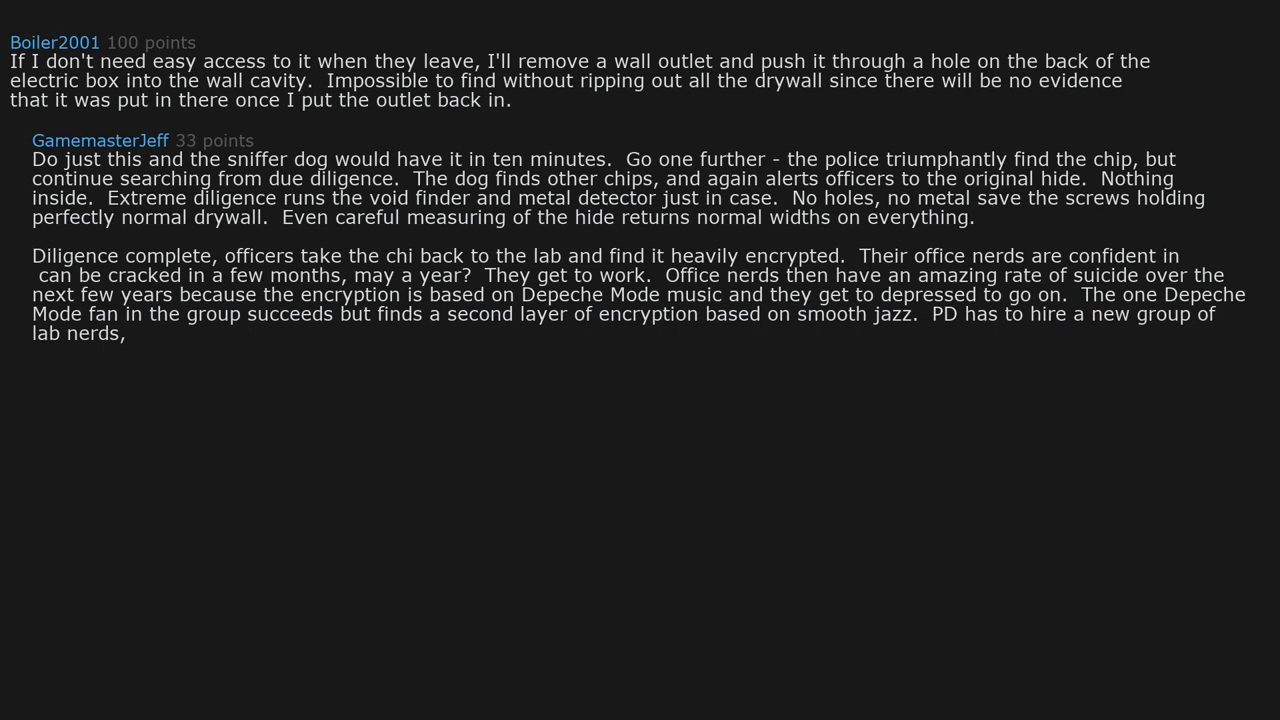 Boiler2001 100 points
If I don't need easy access to it when they leave, I'll remove a wall outlet and push it through a hole on the back of the
electric box into the wall cavity.  Impossible to find without ripping out all the drywall since there will be no evidence
that it was put in there once I put the outlet back in.
GamemasterJeff 33 points
Do just this and the sniffer dog would have it in ten minutes.  Go one further - the police triumphantly find the chip, but
continue searching from due diligence.  The dog finds other chips, and again alerts officers to the original hide.  Nothing
inside.  Extreme diligence runs the void finder and metal detector just in case.  No holes, no metal save the screws holding
perfectly normal drywall.  Even careful measuring of the hide returns normal widths on everything.
Diligence complete, officers take the chi back to the lab and find it heavily encrypted.  Their office nerds are confident in
can be cracked in a few months, may a year?  They get to work.  Office nerds then have an amazing rate of suicide over the
next few years because the encryption is based on Depeche Mode music and they get to depressed to go on.  The one Depeche
Mode fan in the group succeeds but finds a second layer of encryption based on smooth jazz.  PD has to hire a new group of
lab nerds,